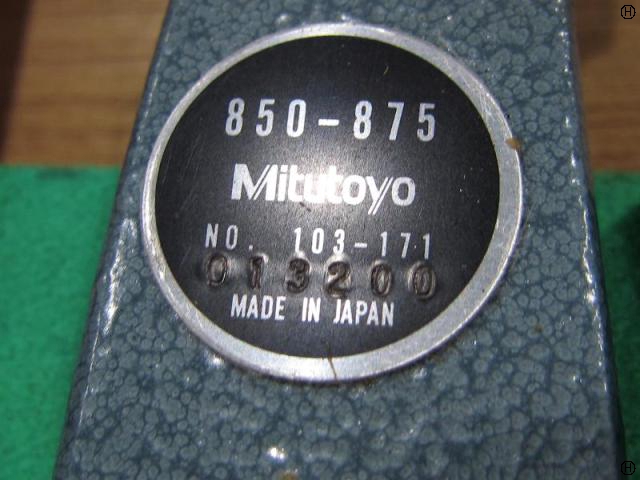 850-875
Mitutoyo
NO. 103-171
013200
MADE IN JAPAN
H
H